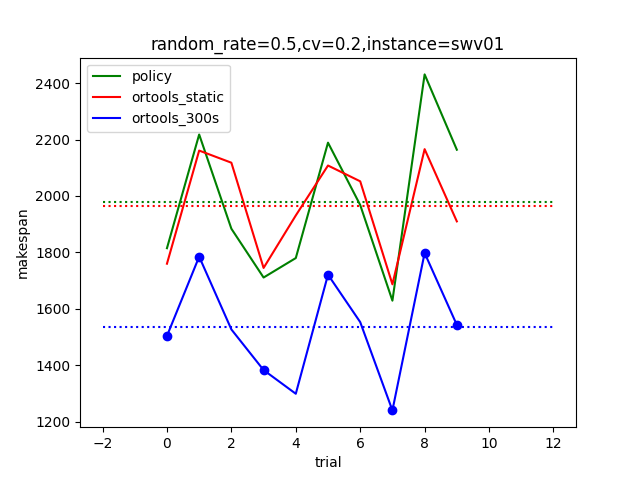 random_rate=0.5,cv=0.2,instance=swv01
policy
ortools_static
ortools_300s
makespan
2400
2200
2000
1800
1600
1400
1200
−2 0 2 4 6 8 10 12
trial